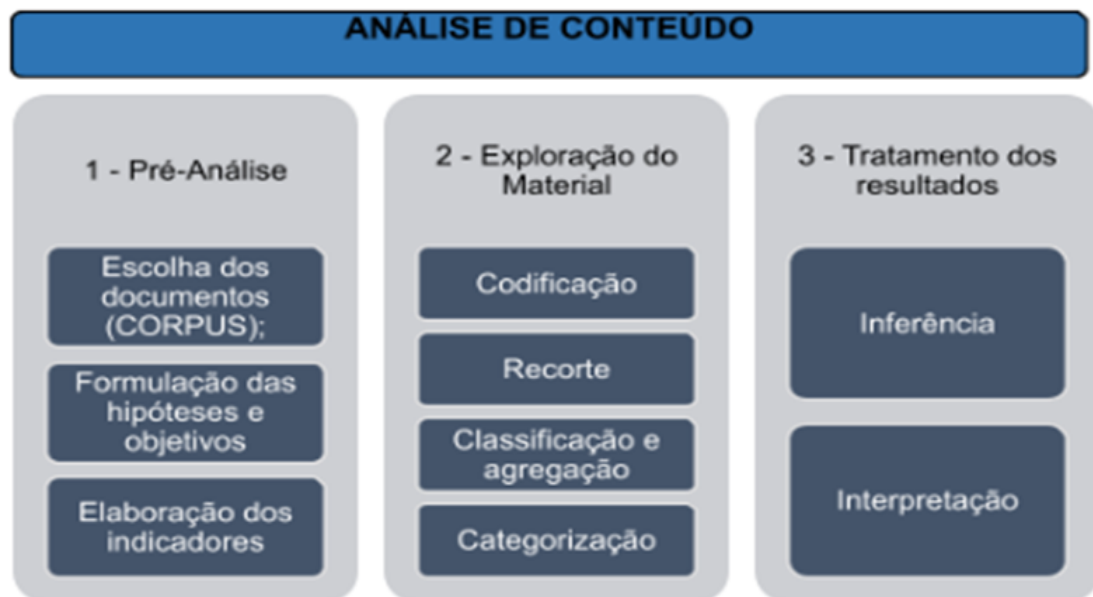 ANÁLISE DE CONTEÚDO
1 - Pré-Análise
Escolha dos
documentos
(CORPUS);
Formulação das
hipóteses e
objetivos
Elaboração dos
indicadores
2 - Exploração do
Material
Codificação
Recorte
Classificação e
agregação
Categorização
3 - Tratamento dos
resultados
Inferência
Interpretação